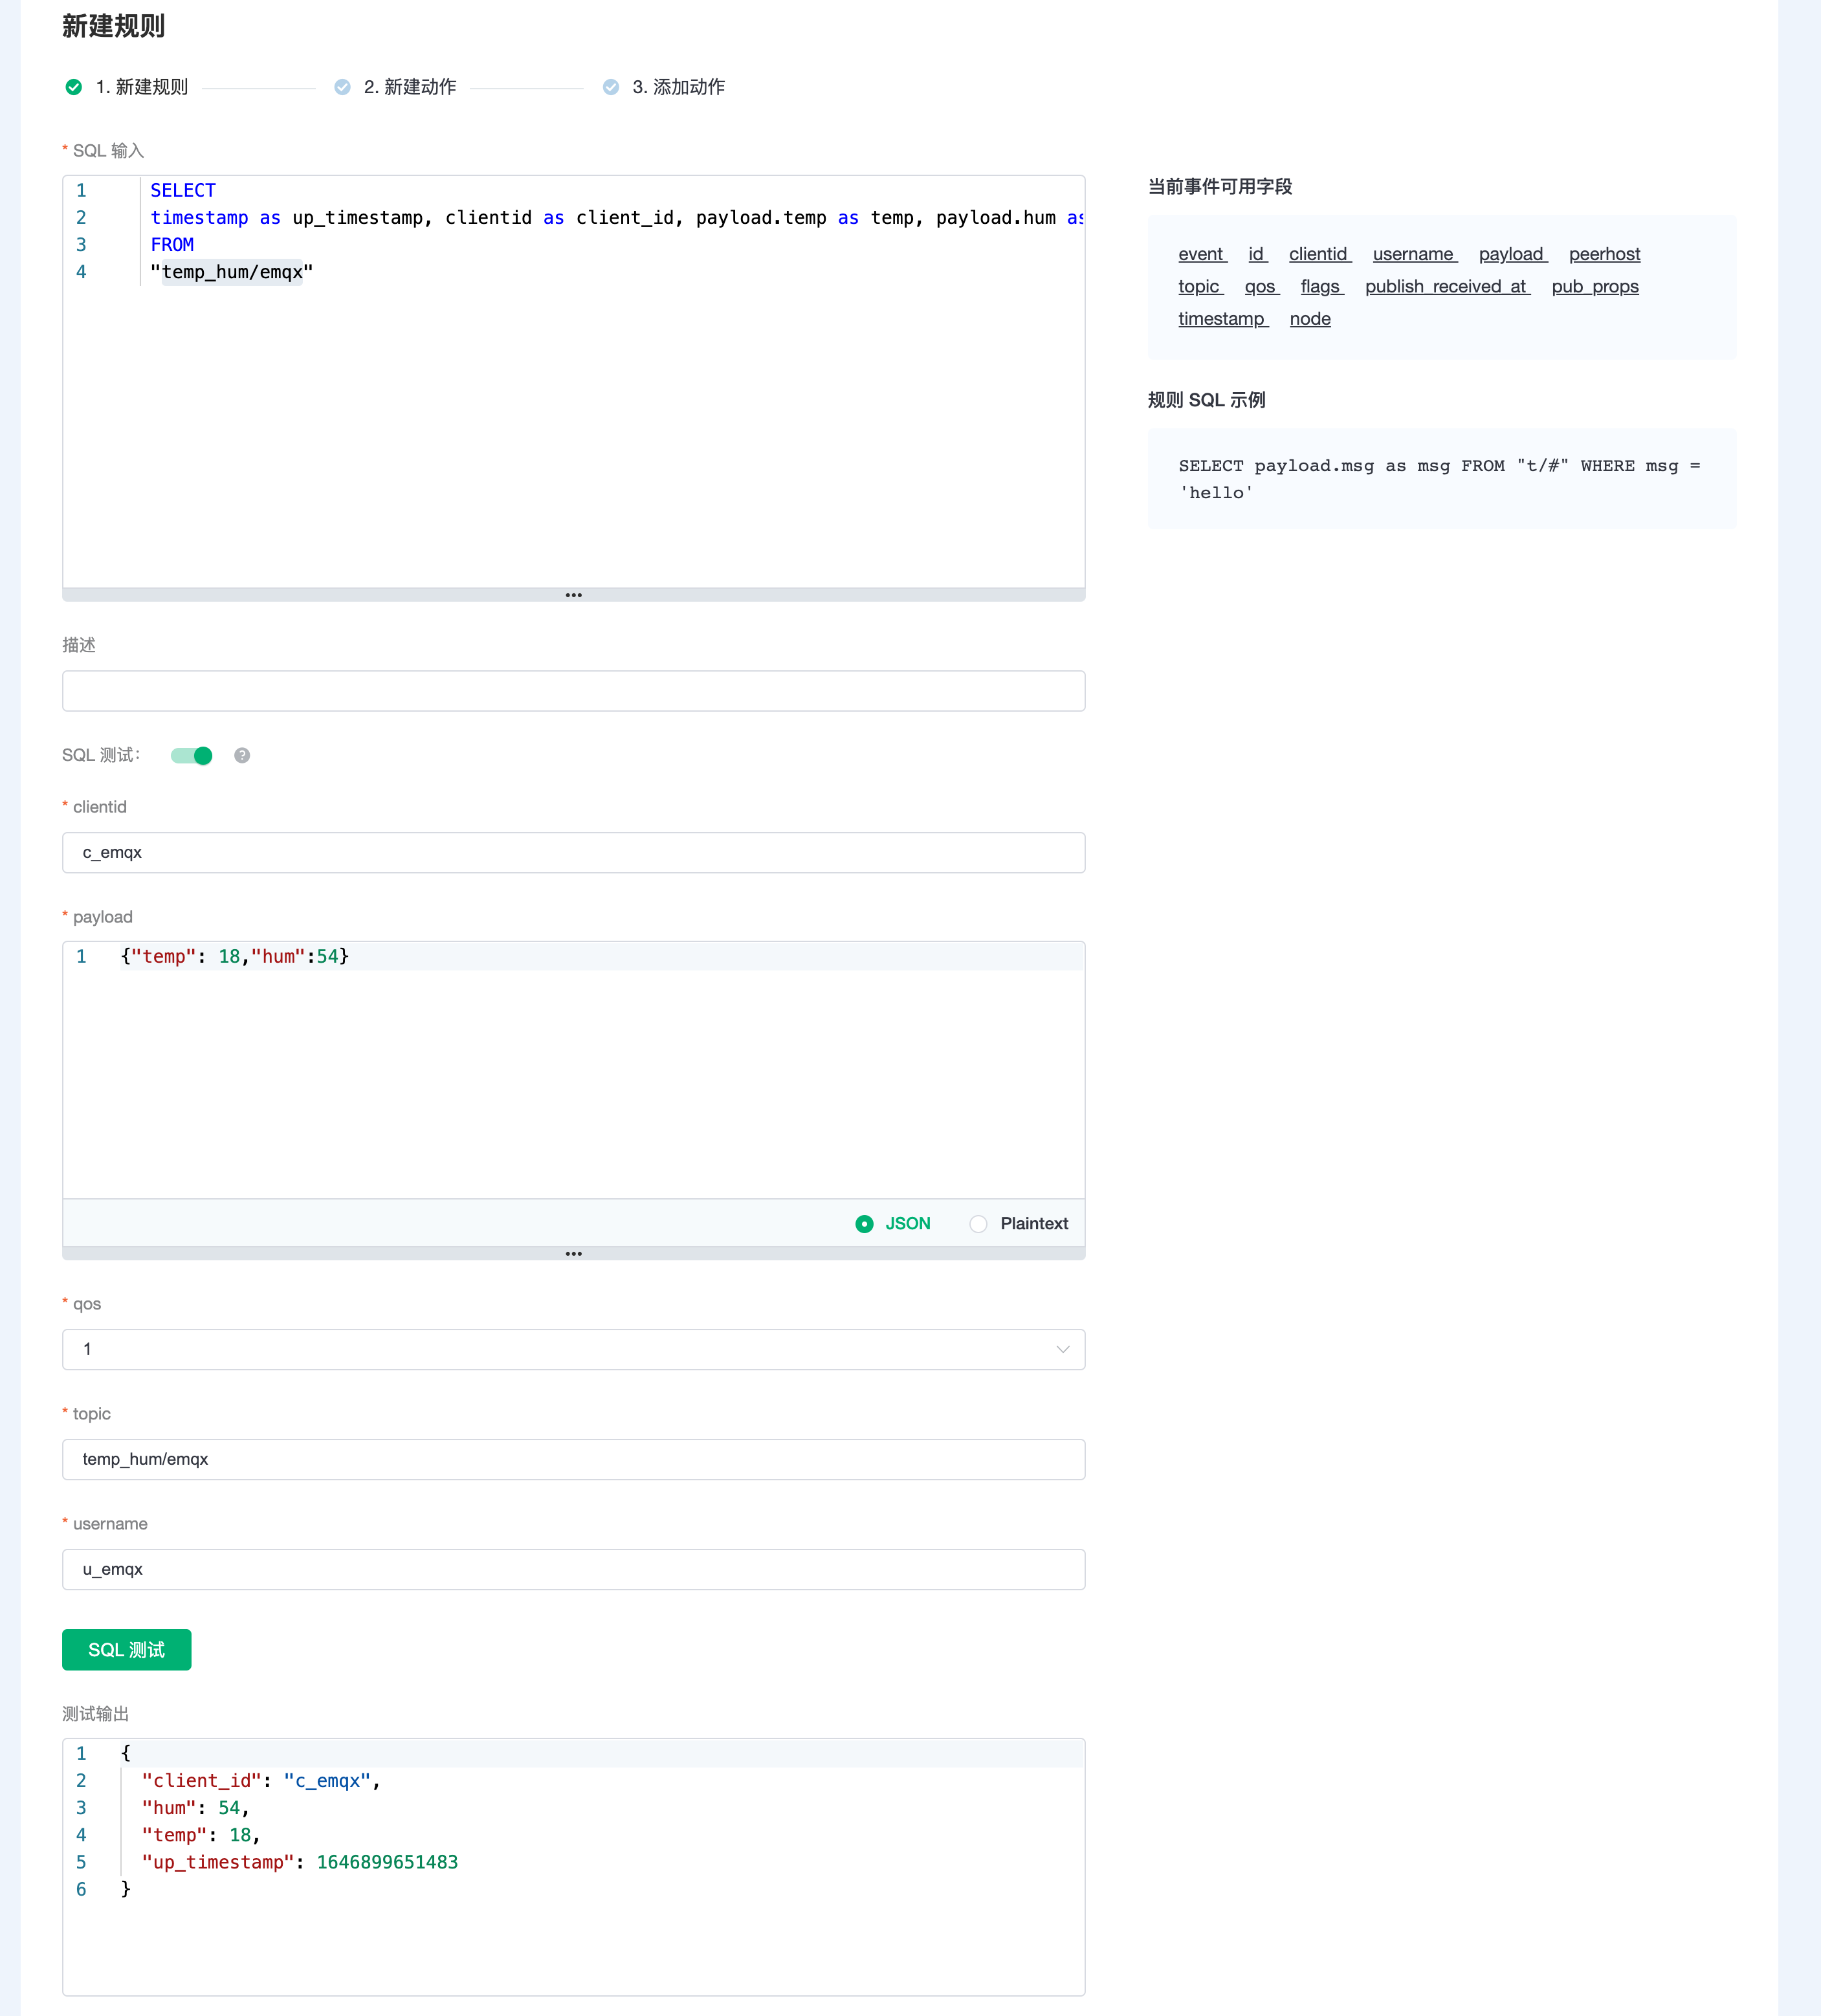 新建规则
1. 新建规则 2. 新建动作 3. 添加动作
* SQL 输入
1 SELECT
2 timestamp as up_timestamp, clientid as client_id, payload.temp as temp, payload.hum as
3 FROM
4 "temp_hum/emqx"
当前事件可用字段
event id clientid username payload peerhost
topic qos flags publish_received_at pub_props
timestamp node
规则 SQL 示例
SELECT payload.msg as msg FROM "t/#" WHERE msg =
'hello'
描述
SQL 测试:
* clientid
c_emqx
* payload
1 {"temp": 18,"hum":54}
JSON Plaintext
* qos
1
* topic
temp_hum/emqx
* username
u_emqx
SQL 测试
测试输出
1 {
2 "client_id": "c_emqx",
3 "hum": 54,
4 "temp": 18,
5 "up_timestamp": 1646899651483
6 }